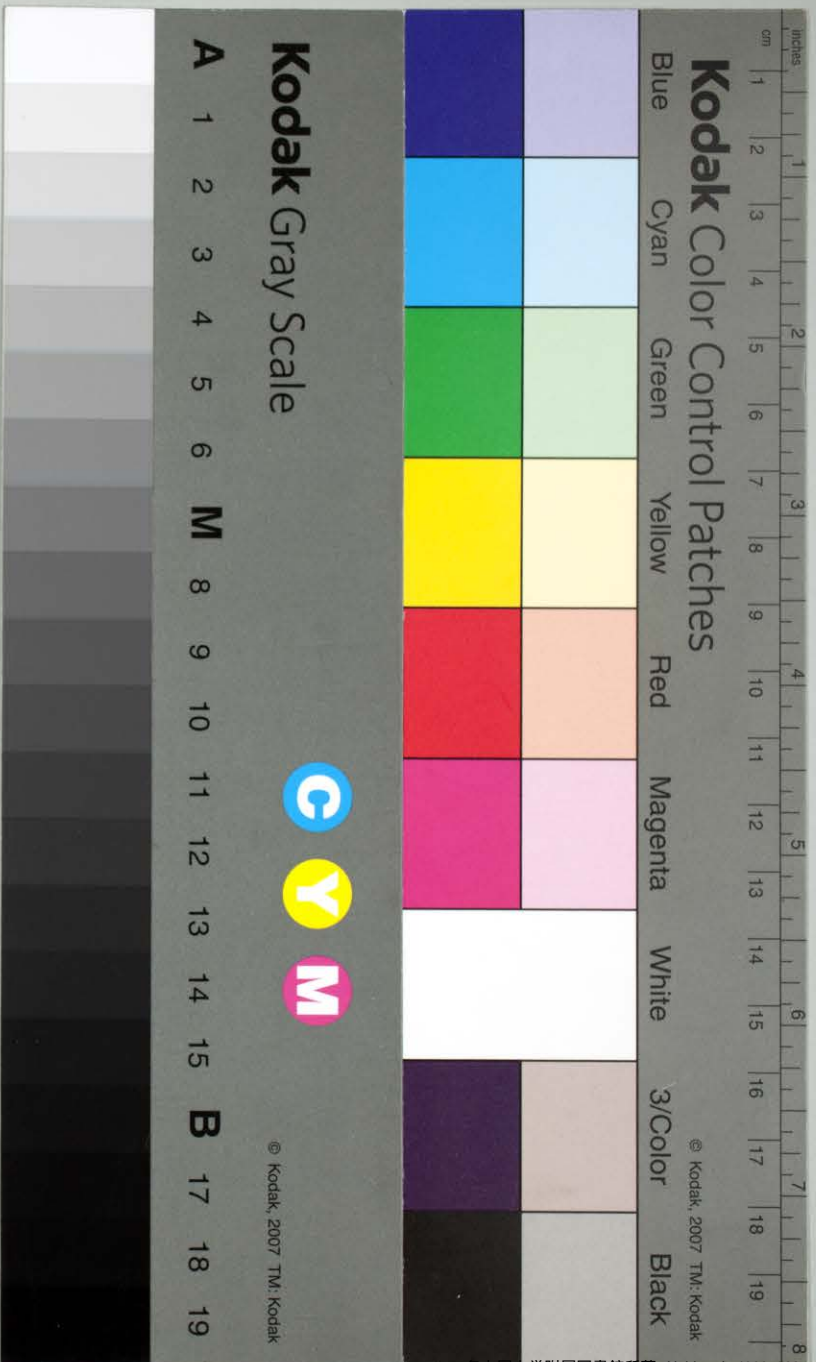 inches 1 2 3 4 5 6 7 8
cm 1 2 3 4 5 6 7 8 9 10 11 12 13 14 15 16 17 18 19
Kodak Color Control Patches
© Kodak, 2007 TM: Kodak
Blue Cyan Green Yellow Red Magenta White 3/Color Black
Kodak Gray Scale
C Y M
© Kodak, 2007 TM: Kodak
A 1 2 3 4 5 6 M 8 9 10 11 12 13 14 15 B 17 18 19